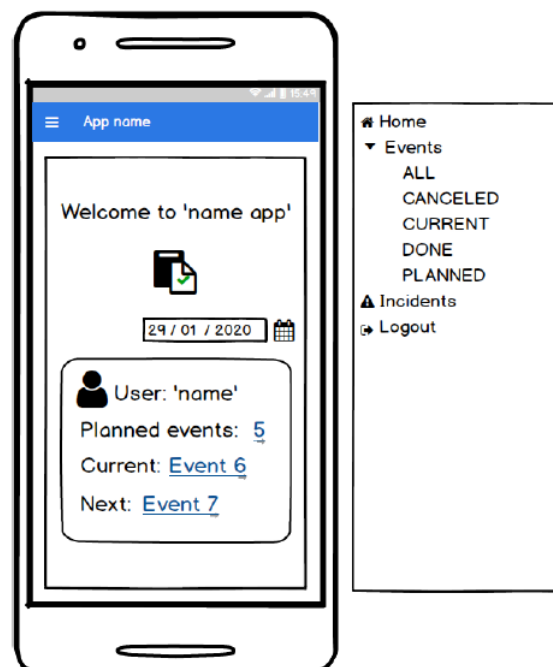 15:49
App name
Welcome to 'name app'
29 / 01 / 2020
User: 'name'
Planned events: 5
Current: Event 6
Next: Event 7
Home
Events
ALL
CANCELED
CURRENT
DONE
PLANNED
Incidents
Logout